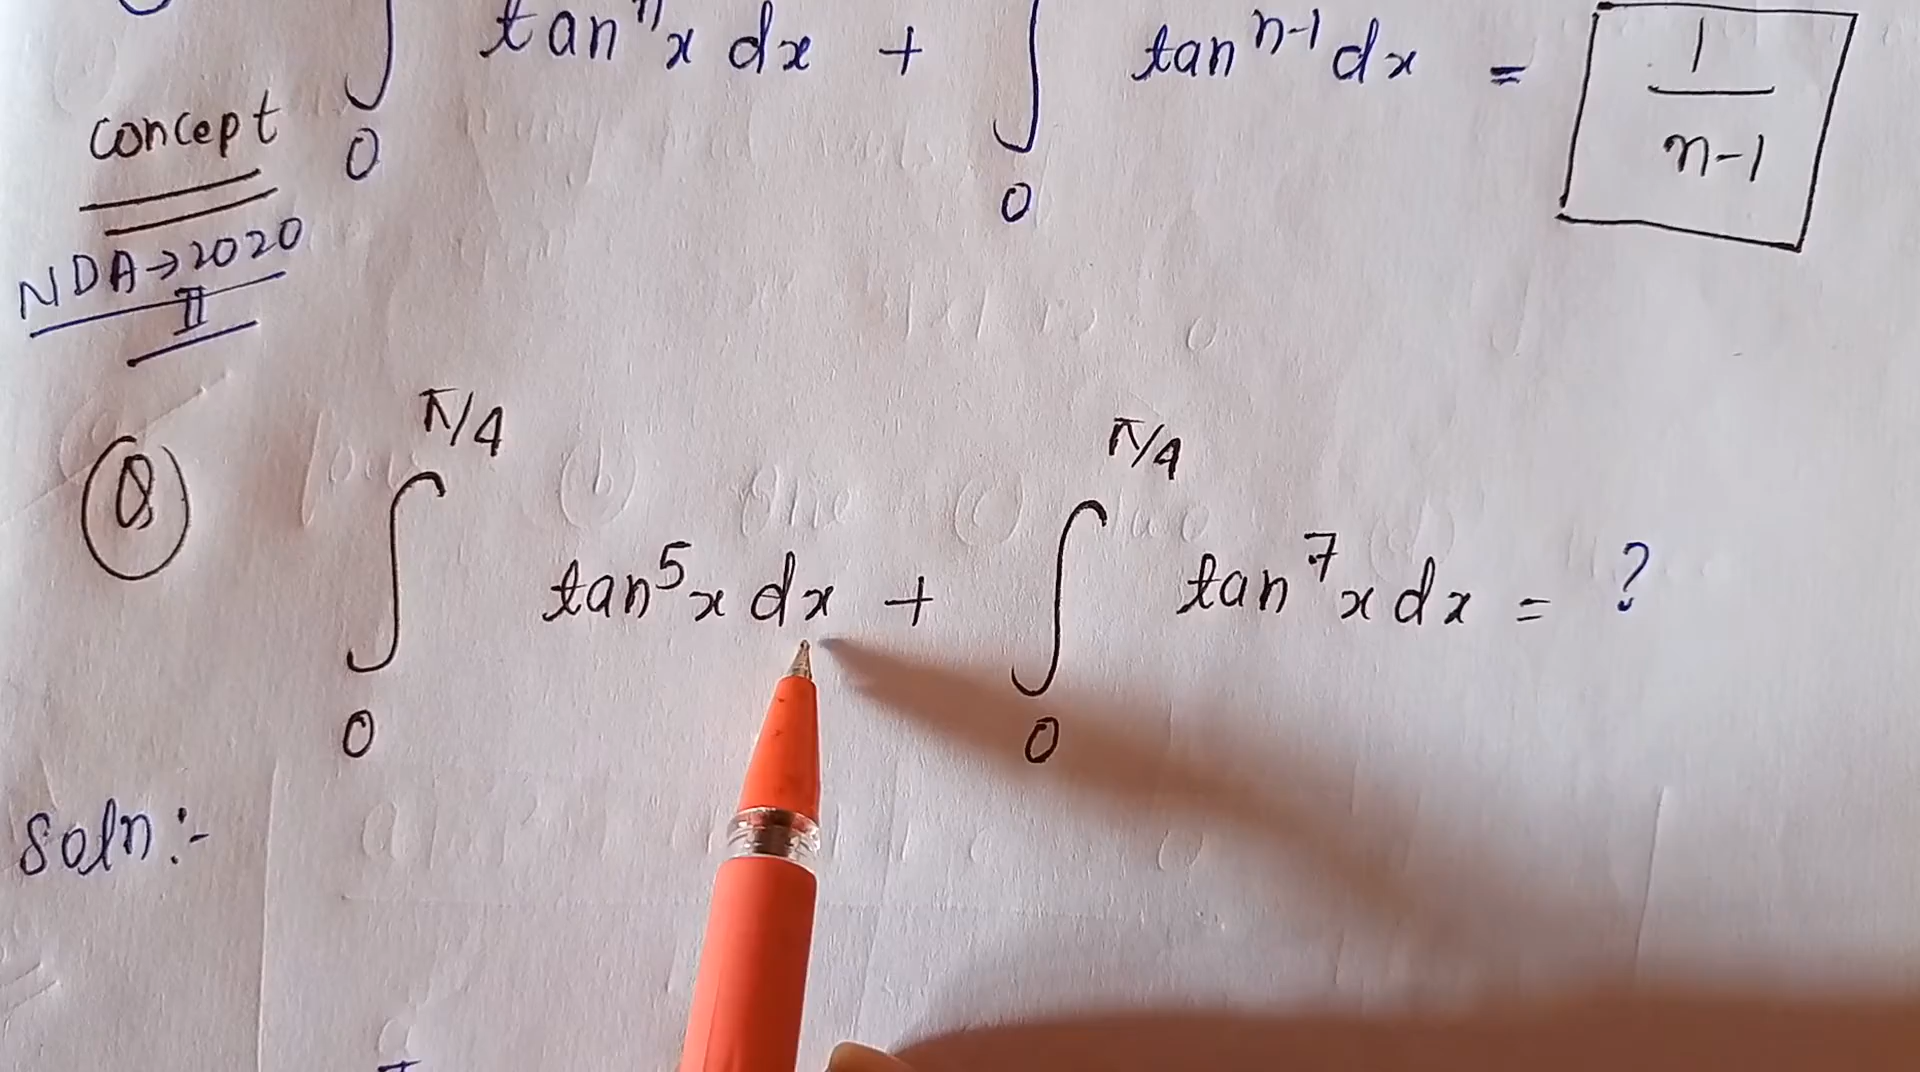 ∫₀ tanⁿx dx + ∫₀ tanⁿ⁻¹ dx = 1/(n-1)
concept
NDA→2020
II
Q ∫₀^(π/4) tan⁵x dx + ∫₀^(π/4) tan⁷x dx = ?
Soln:-